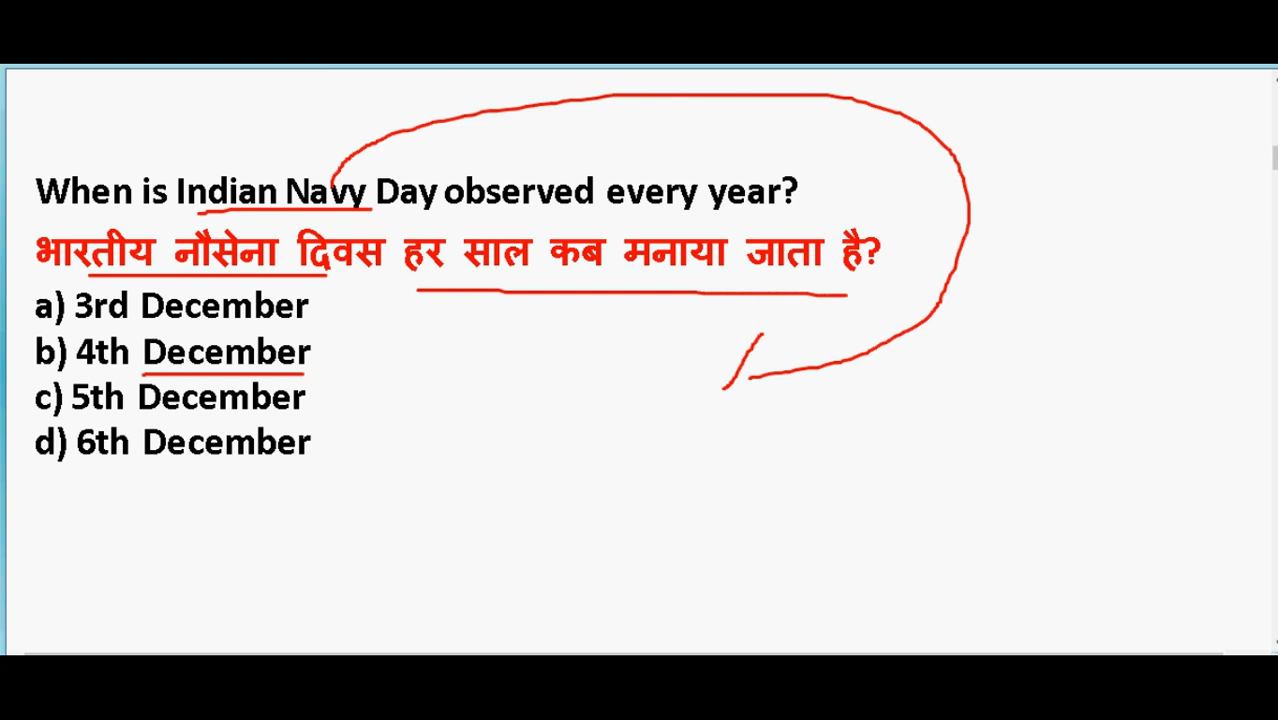 When is Indian Navy Day observed every year?
भारतीय नौसेना दिवस हर साल कब मनाया जाता है?
a) 3rd December
b) 4th December
c) 5th December
d) 6th December